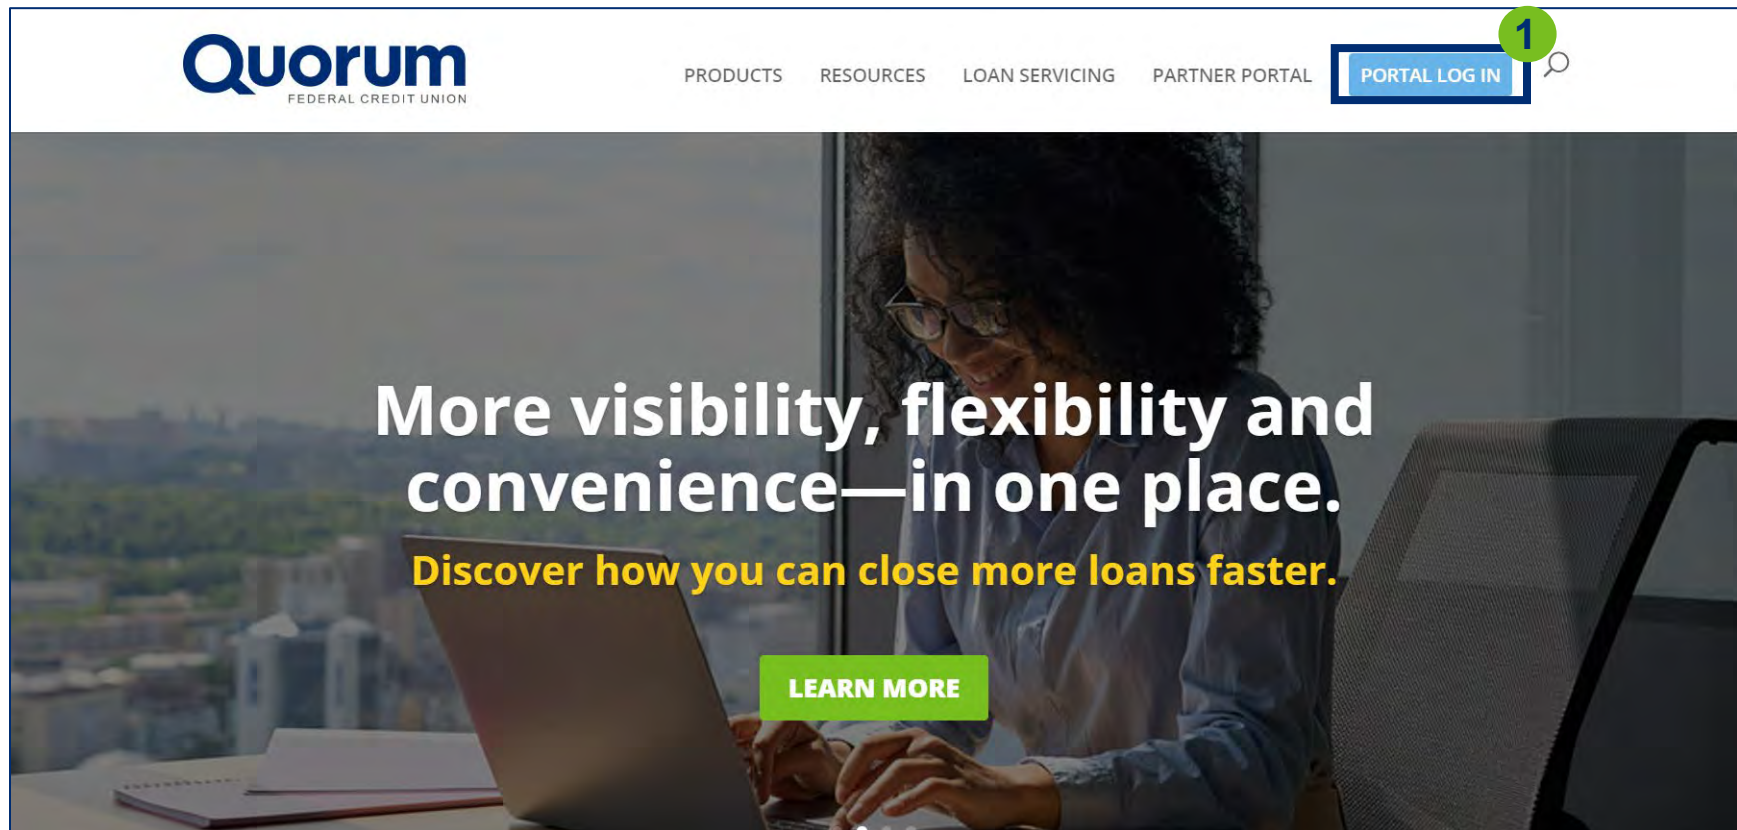 Quorum
FEDERAL CREDIT UNION
PRODUCTS RESOURCES LOAN SERVICING PARTNER PORTAL PORTAL LOG IN
1
More visibility, flexibility and
convenience—in one place.
Discover how you can close more loans faster.
LEARN MORE